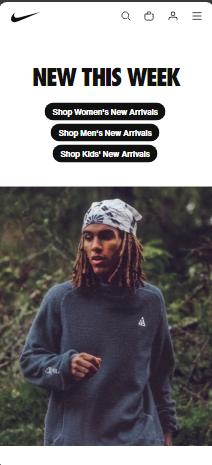 NEW THIS WEEK
Shop Women's New Arrivals
Shop Men's New Arrivals
Shop Kids' New Arrivals